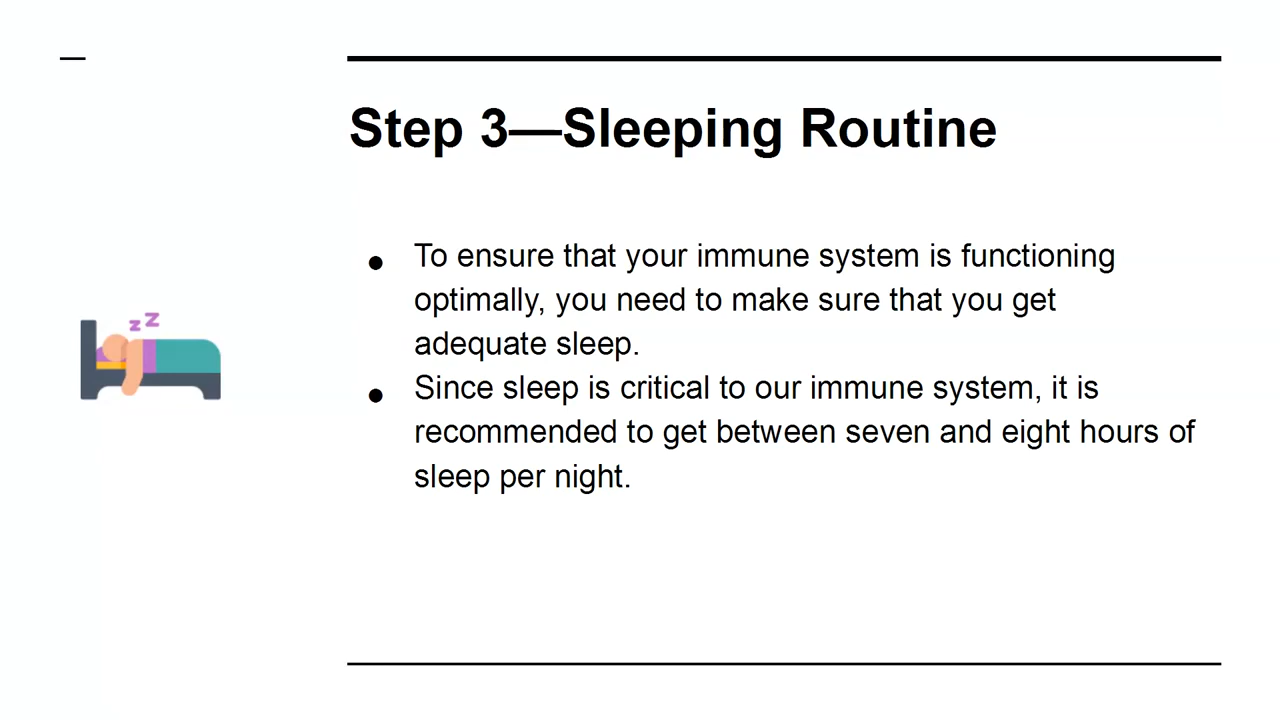 Step 3—Sleeping Routine
● To ensure that your immune system is functioning
optimally, you need to make sure that you get
adequate sleep.
● Since sleep is critical to our immune system, it is
recommended to get between seven and eight hours of
sleep per night.
z z